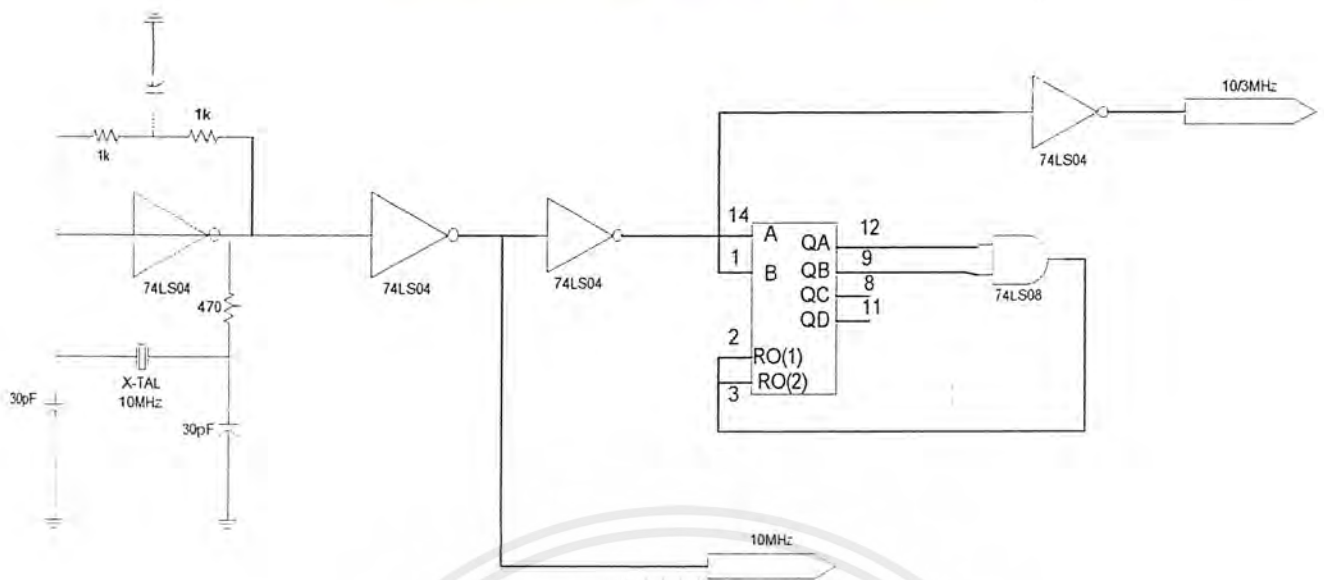 10/3MHz
1k
1k
74LS04
14
12
A
QA
1
9
B
QB
8
74LS04
74LS04
74LS04
74LS08
QC
11
470
QD
2
RO(1)
X-TAL
RO(2)
10MHz
3
30pF
30pF
10MHz